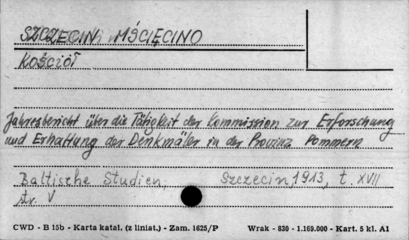 SZCZECIN, MŚCIĘCINO
KOŚCIÓŁ
Jahresbericht über die Tätigkeit der Kommission zur Erforschung
und Erhaltung der Denkmäler in der Provinz Pommern
Baltische Studien, Szczecin, 1913, t. XVII
str. V
CWD - B 15b - Karta katal. (z liniat.) - Zam. 1625/P Wrak - 830 - 1.169.000 - Kart. 5 kl. A1